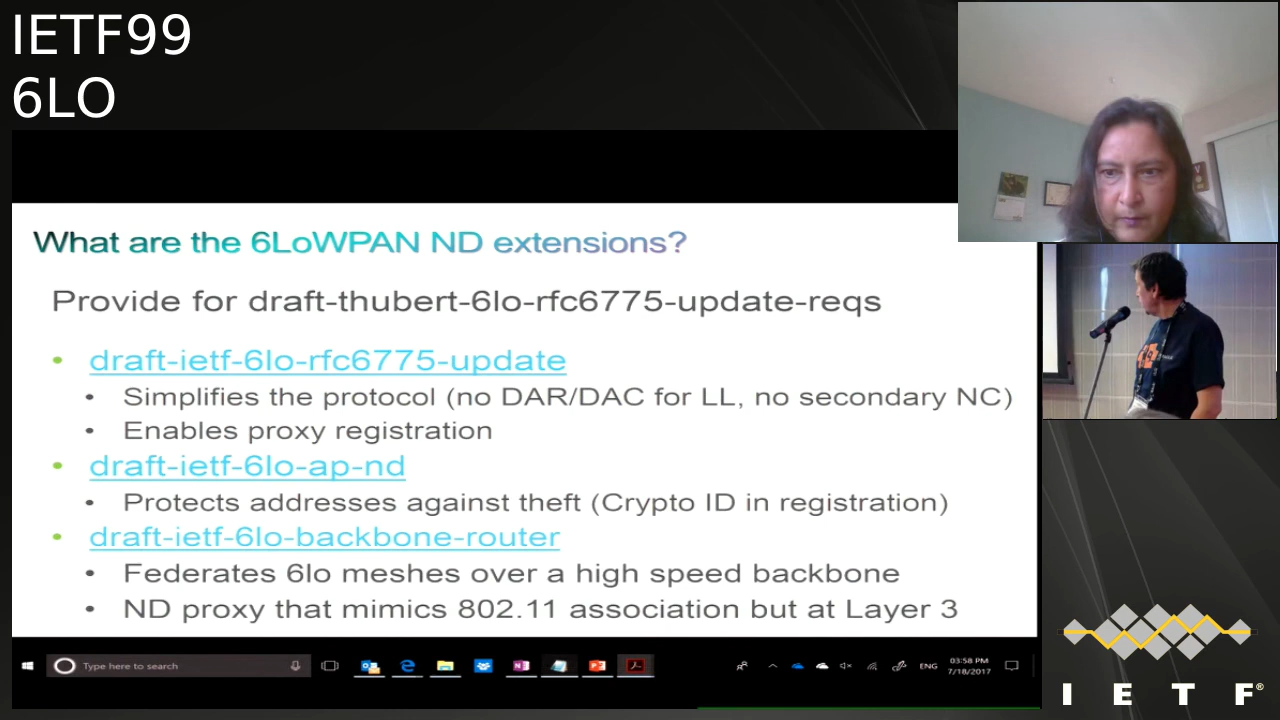 IETF99
6LO
What are the 6LoWPAN ND extensions?
Provide for draft-thubert-6lo-rfc6775-update-reqs
• draft-ietf-6lo-rfc6775-update
• Simplifies the protocol (no DAR/DAC for LL, no secondary NC)
• Enables proxy registration
• draft-ietf-6lo-ap-nd
• Protects addresses against theft (Crypto ID in registration)
• draft-ietf-6lo-backbone-router
• Federates 6lo meshes over a high speed backbone
• ND proxy that mimics 802.11 association but at Layer 3
Type here to search
ENG
03:58 PM
7/18/2017
I E T F®